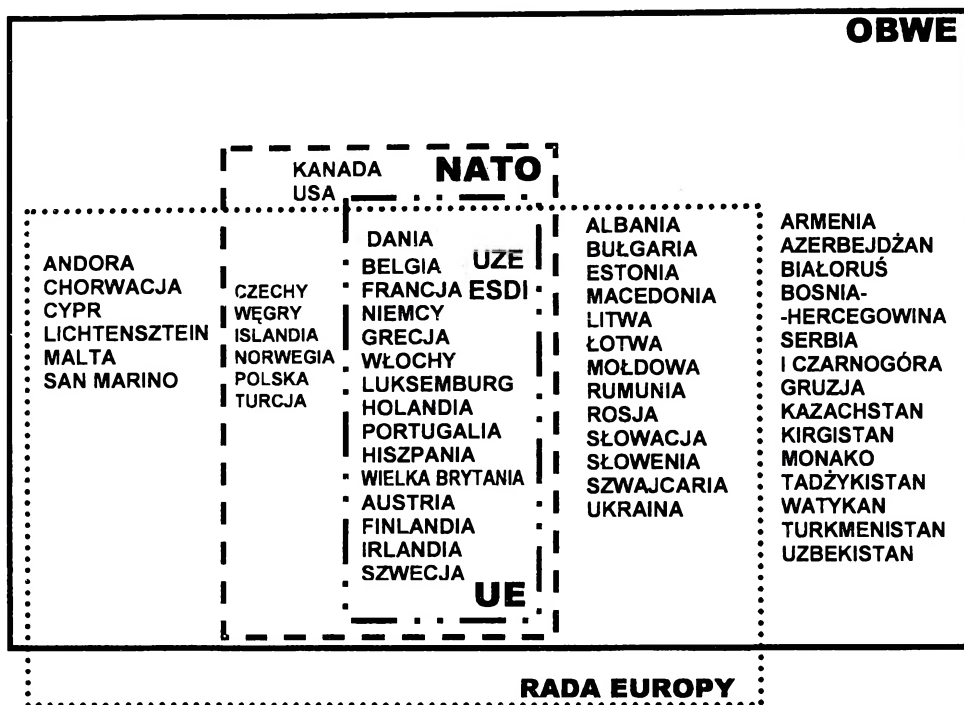 OBWE
NATO
KANADA
USA
ANDORA
CHORWACJA
CYPR
LICHTENSZTEIN
MALTA
SAN MARINO
CZECHY
WĘGRY
ISLANDIA
NORWEGIA
POLSKA
TURCJA
DANIA
BELGIA UZE
FRANCJA ESDI
NIEMCY
GRECJA
WŁOCHY
LUKSEMBURG
HOLANDIA
PORTUGALIA
HISZPANIA
WIELKA BRYTANIA
AUSTRIA
FINLANDIA
IRLANDIA
SZWECJA
UE
ALBANIA
BUŁGARIA
ESTONIA
MACEDONIA
LITWA
ŁOTWA
MOŁDOWA
RUMUNIA
ROSJA
SŁOWACJA
SŁOWENIA
SZWAJCARIA
UKRAINA
ARMENIA
AZERBEJDŻAN
BIAŁORUŚ
BOSNIA-
-HERCEGOWINA
SERBIA
I CZARNOGÓRA
GRUZJA
KAZACHSTAN
KIRGISTAN
MONAKO
TADŻYKISTAN
WATYKAN
TURKMENISTAN
UZBEKISTAN
RADA EUROPY